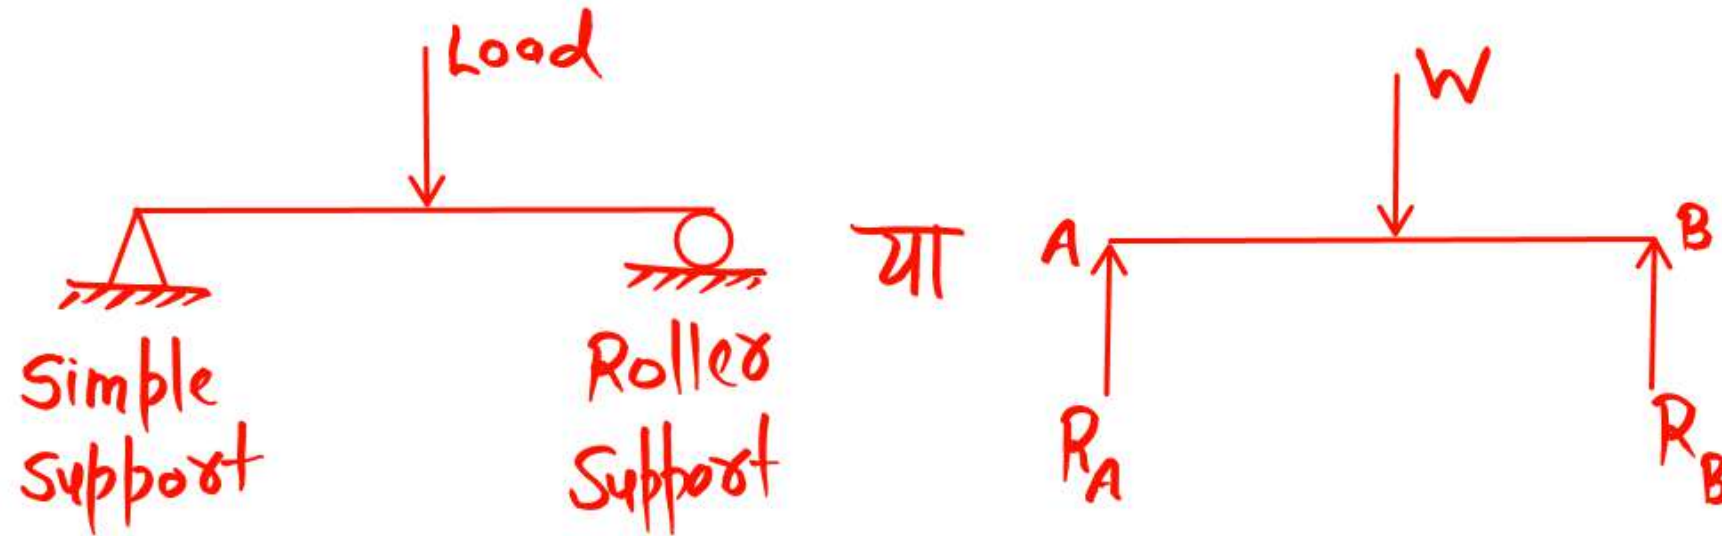 Load
Simple
Support
Roller
Support
या
W
A
B
RA
RB